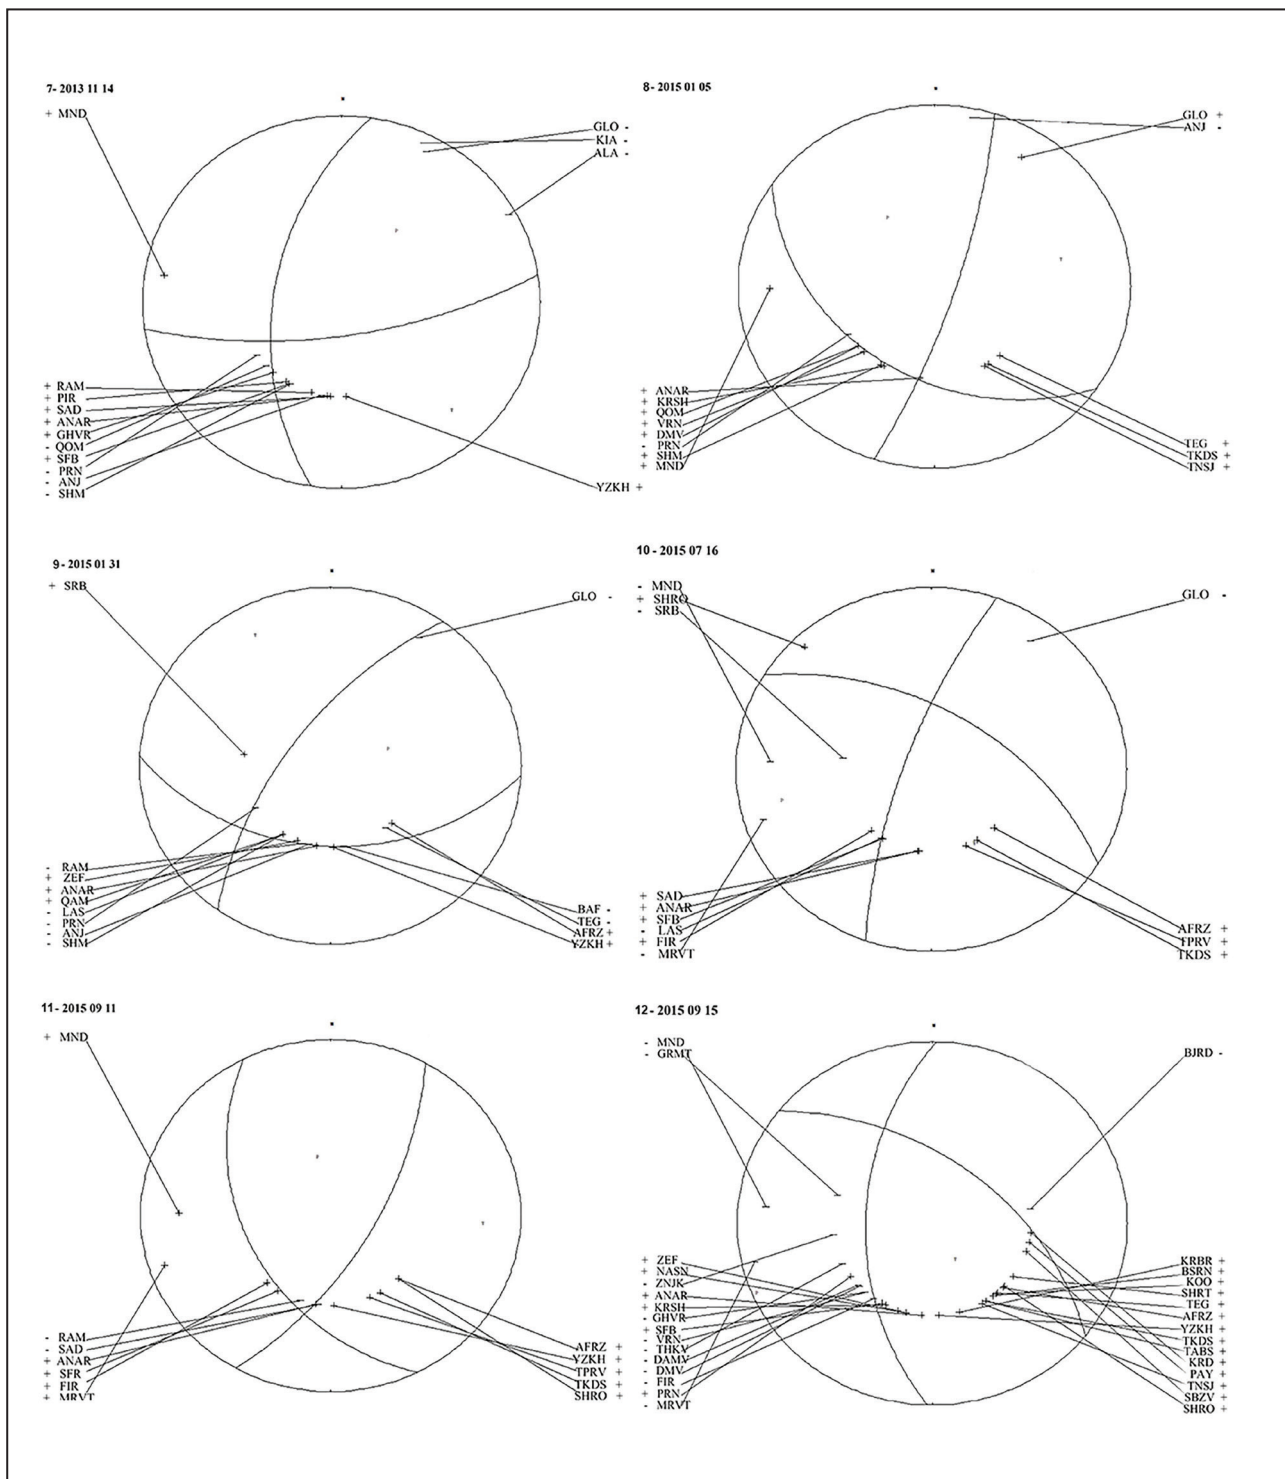 7- 2013 11 14
+ MND
GLO -
KIA -
ALA -
P
T
+ RAM
+ PIR
+ SAD
+ ANAR
+ GHVR
- QOM
+ SFB
- PRN
- ANJ
- SHM
YZKH +
8- 2015 01 05
GLO +
ANJ -
P
T
+ ANAR
+ KRSH
+ QOM
+ VRN
+ DMV
- PRN
+ SHM
+ MND
TEG +
TKDS +
TNSJ +
9- 2015 01 31
+ SRB
GLO -
T
P
- RAM
+ ZEF
+ ANAR
+ QAM
- LAS
- PRN
- ANJ
- SHM
BAF -
TEG -
AFRZ +
YZKH +
10 - 2015 07 16
- MND
+ SHRO
- SRB
GLO -
P
+ SAD
+ ANAR
+ SFB
- LAS
+ FIR
- MRVT
AFRZ +
TPRV +
TKDS +
11- 2015 09 11
+ MND
P
T
- RAM
- SAD
+ ANAR
+ SFR
+ FIR
+ MRVT
AFRZ +
YZKH +
TPRV +
TKDS +
SHRO +
12- 2015 09 15
- MND
- GRMT
BJRD -
T
+ ZEF
+ NASN
- ZNJK
+ ANAR
+ KRSH
- GHVR
+ SFB
- VRN
- THKV
- DAMV
- DMV
- FIR
+ PRN
- MRVT
KRBR +
BSRN +
KOO +
SHRT +
TEG +
AFRZ +
YZKH +
TKDS +
TABS +
KRD +
PAY +
TNSJ +
SBZV +
SHRO +